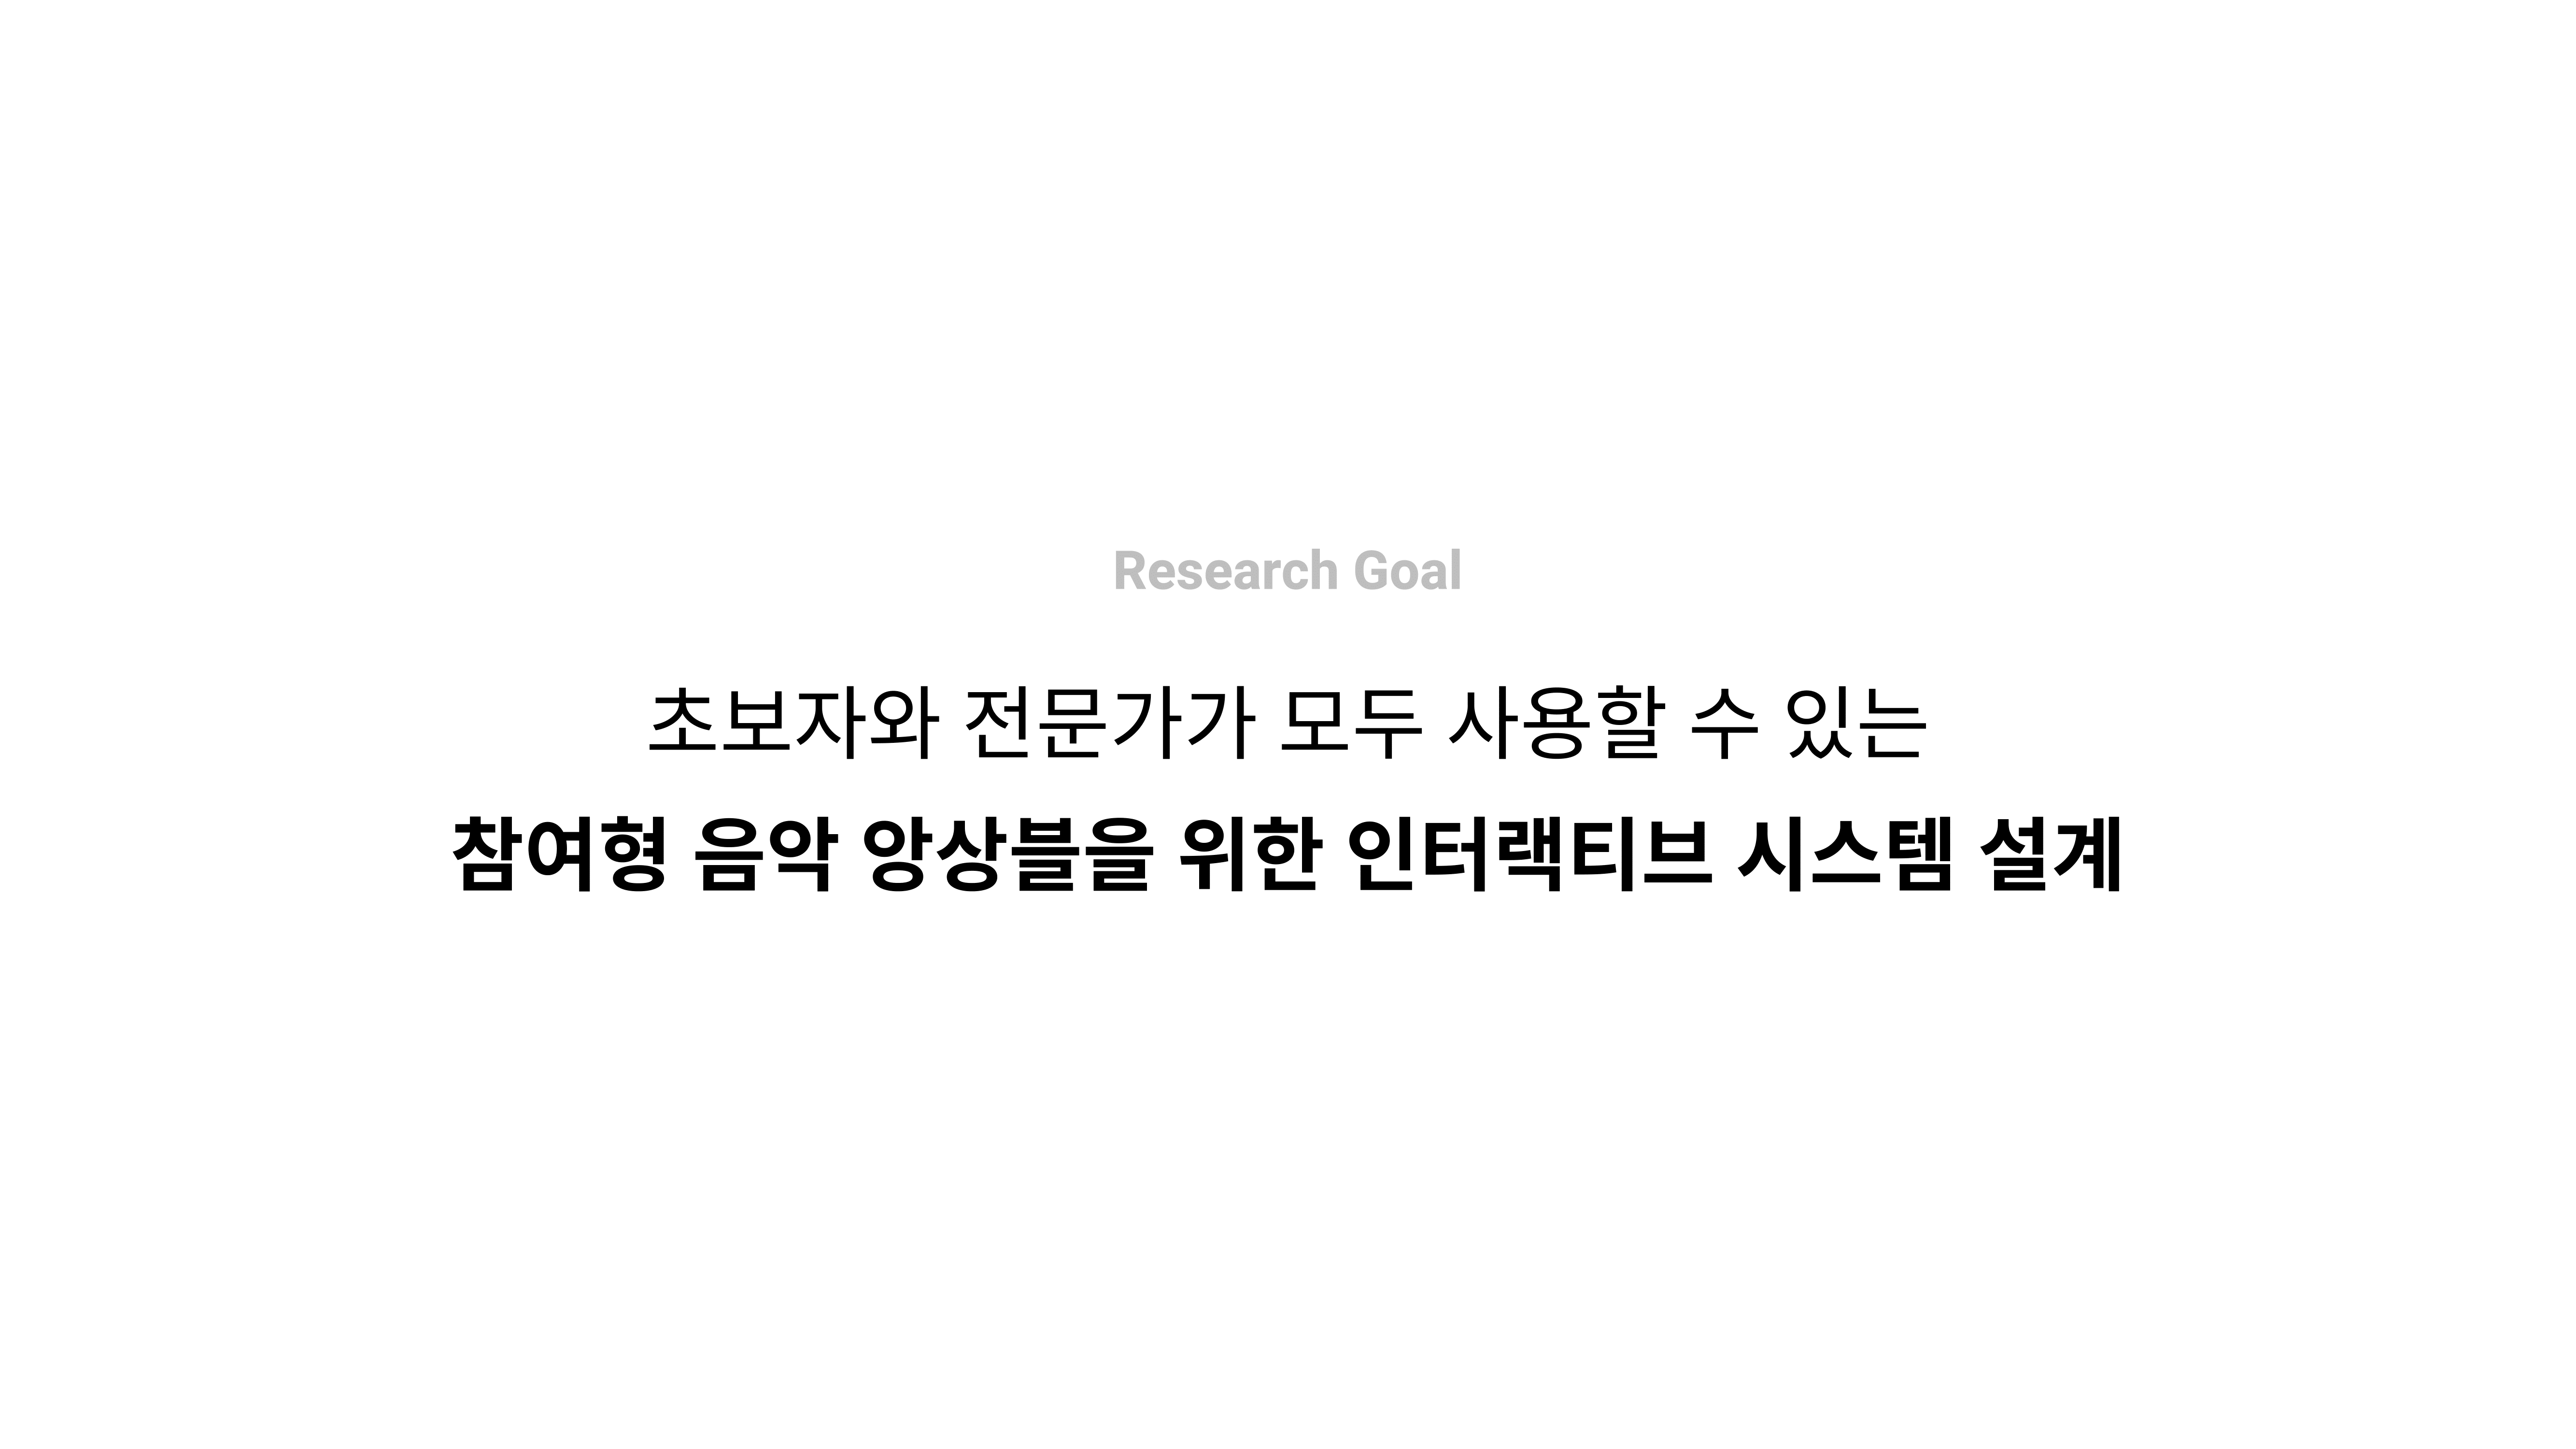 Research Goal
초보자와 전문가가 모두 사용할 수 있는
참여형 음악 앙상블을 위한 인터랙티브 시스템 설계